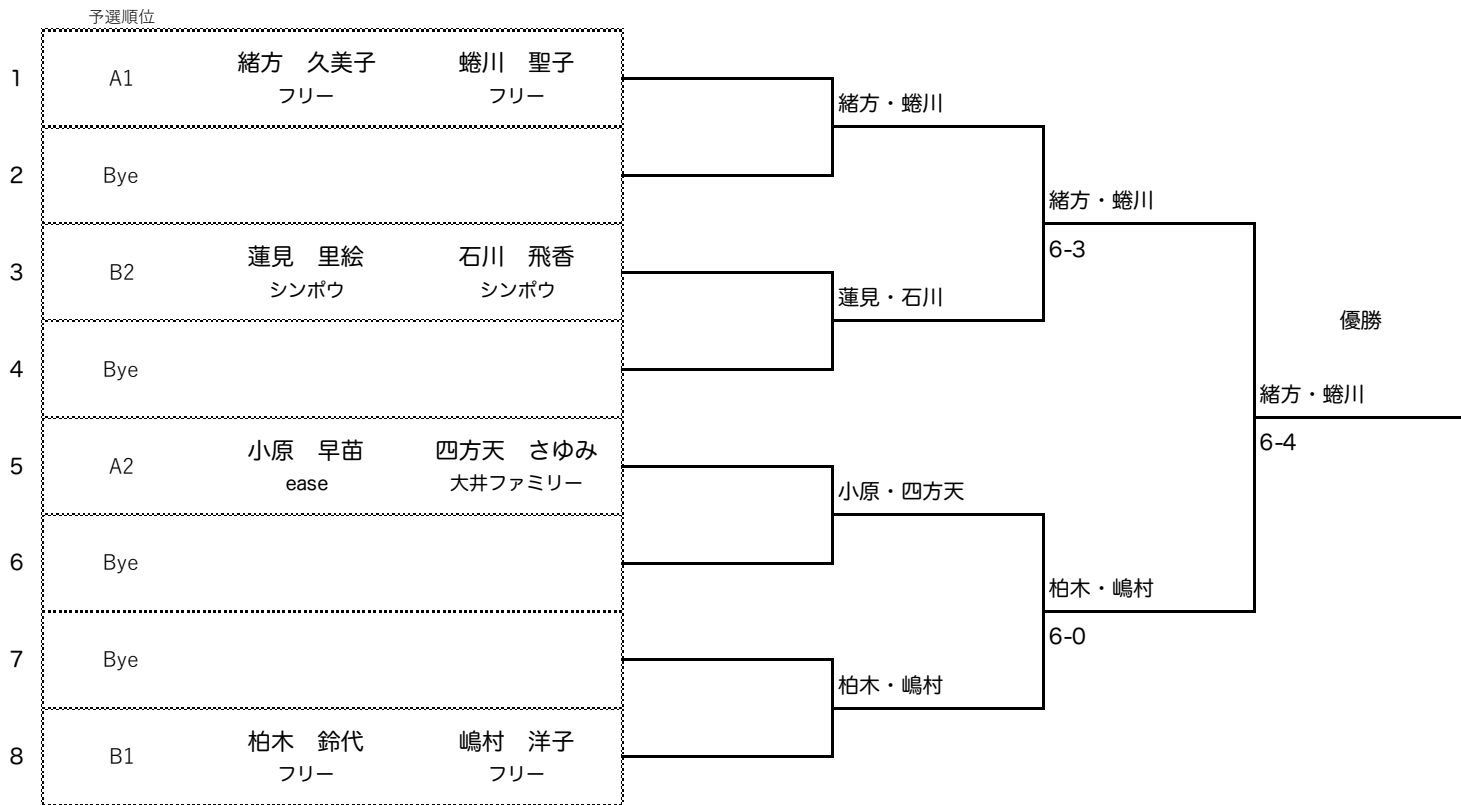 予選順位
1 A1 緒方　久美子 蜷川　聖子
フリー フリー
緒方・蜷川
2 Bye
緒方・蜷川
6-3
3 B2 蓮見　里絵 石川　飛香
シンポウ シンポウ
蓮見・石川
優勝
4 Bye
緒方・蜷川
6-4
5 A2 小原　早苗 四方天　さゆみ
ease 大井ファミリー
小原・四方天
6 Bye
柏木・嶋村
6-0
7 Bye
柏木・嶋村
8 B1 柏木　鈴代 嶋村　洋子
フリー フリー